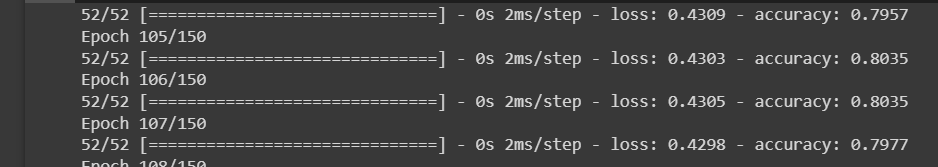 52/52 [==============================] - 0s 2ms/step - loss: 0.4309 - accuracy: 0.7957
Epoch 105/150
52/52 [==============================] - 0s 2ms/step - loss: 0.4303 - accuracy: 0.8035
Epoch 106/150
52/52 [==============================] - 0s 2ms/step - loss: 0.4305 - accuracy: 0.8035
Epoch 107/150
52/52 [==============================] - 0s 2ms/step - loss: 0.4298 - accuracy: 0.7977
Epoch 108/150